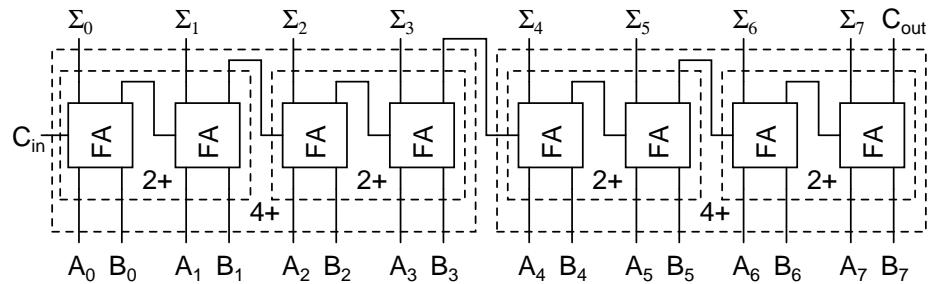 Σ₀ Σ₁ Σ₂ Σ₃ Σ₄ Σ₅ Σ₆ Σ₇ C_out
C_in FA FA FA FA FA FA FA FA
2+ 2+ 2+ 2+
4+ 4+
A₀ B₀ A₁ B₁ A₂ B₂ A₃ B₃ A₄ B₄ A₅ B₅ A₆ B₆ A₇ B₇